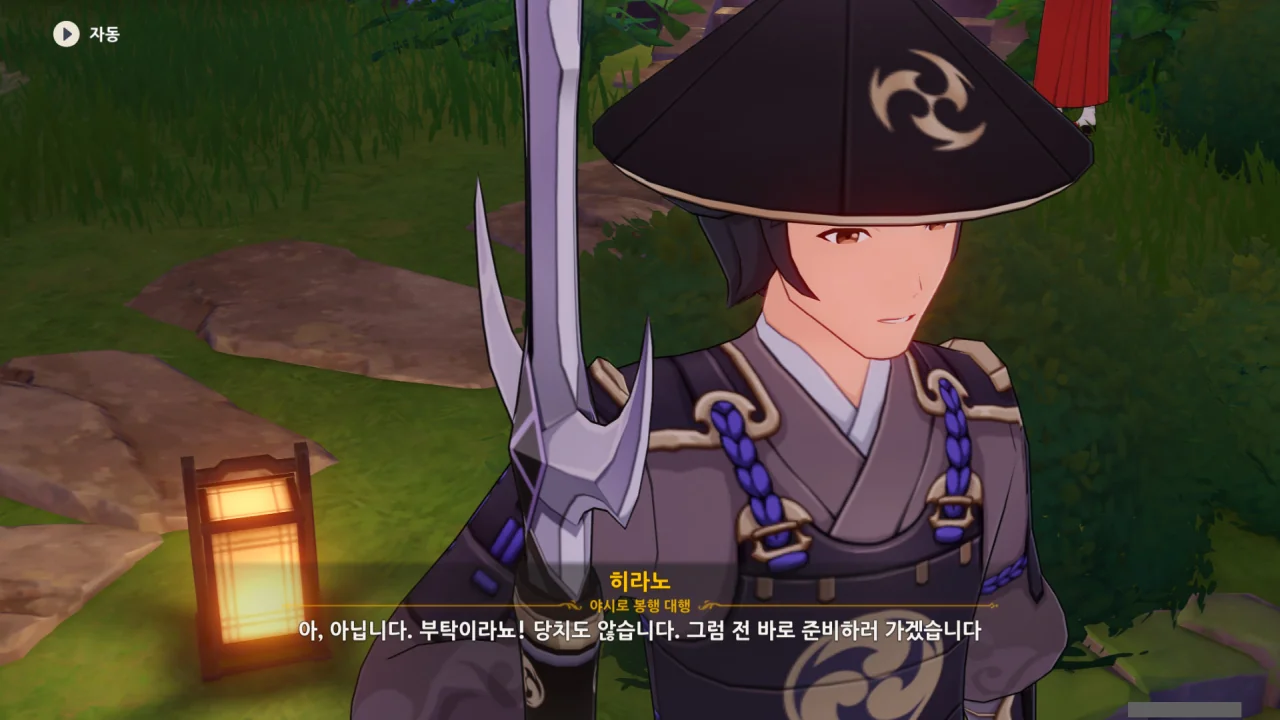 자동
히라노
야시로 봉행 대행
아, 아닙니다. 부탁이라뇨! 당치도 않습니다. 그럼 전 바로 준비하러 가겠습니다